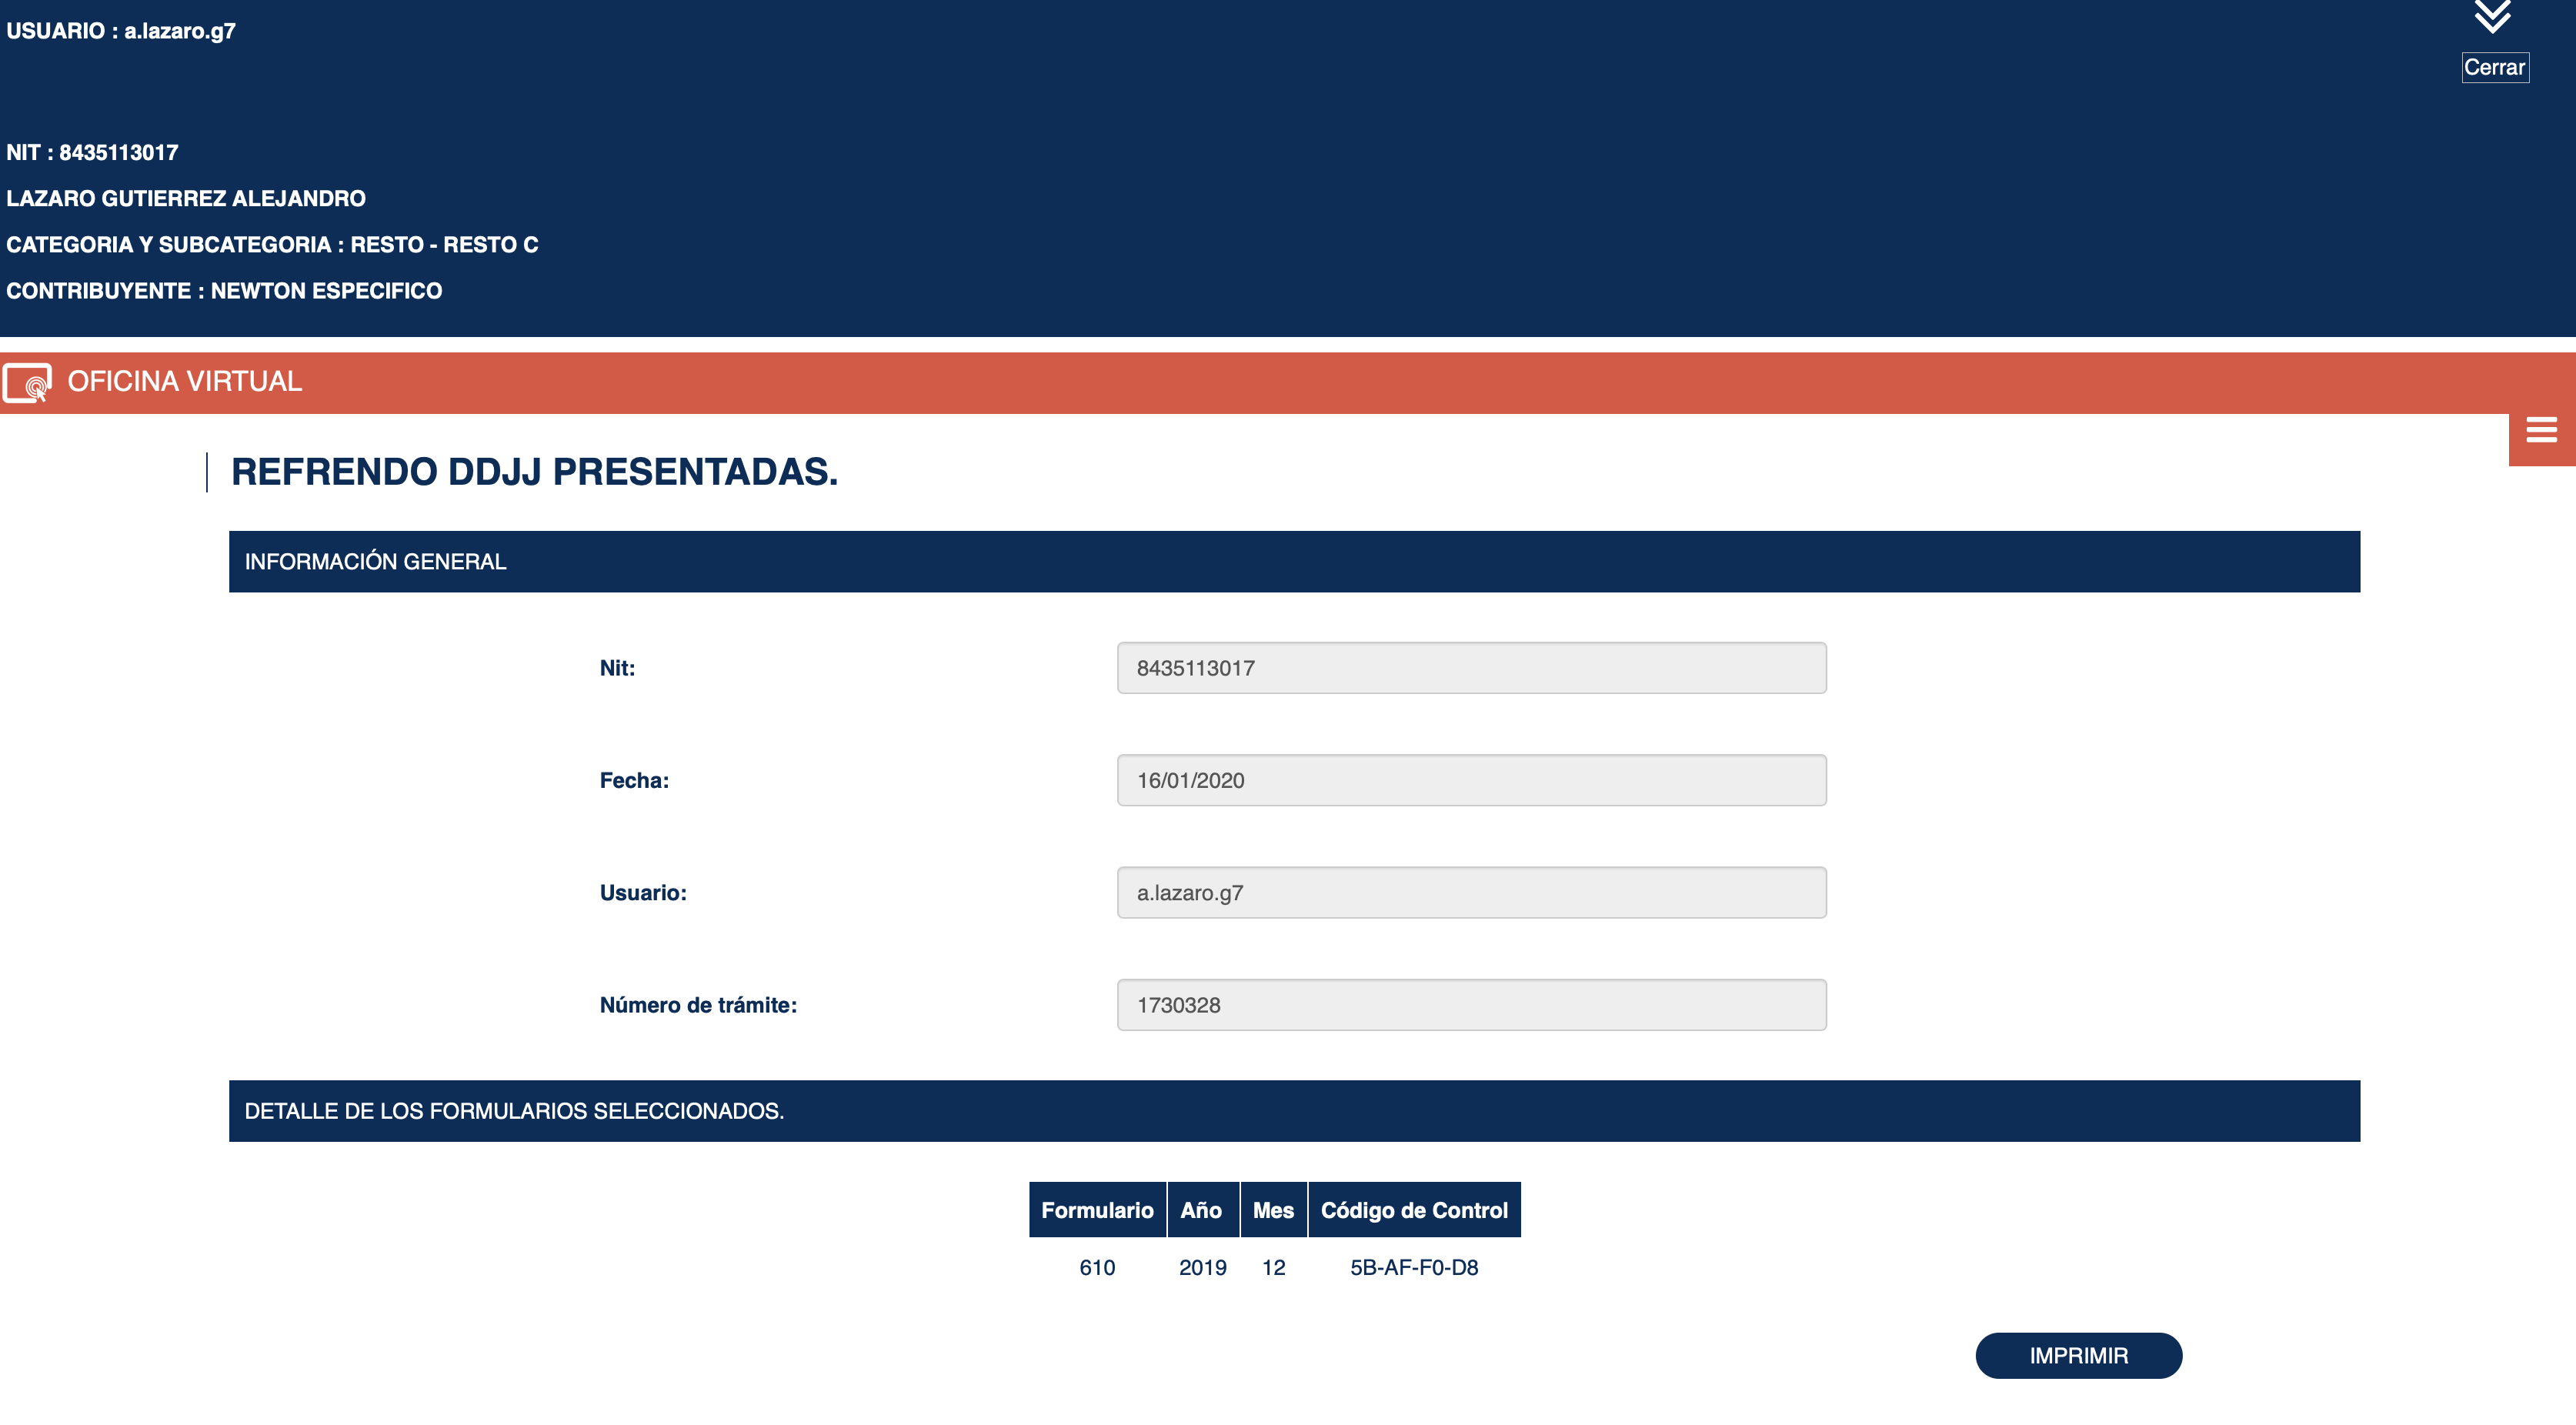 USUARIO : a.lazaro.g7
Cerrar
NIT : 8435113017
LAZARO GUTIERREZ ALEJANDRO
CATEGORIA Y SUBCATEGORIA : RESTO - RESTO C
CONTRIBUYENTE : NEWTON ESPECIFICO
OFICINA VIRTUAL
REFRENDO DDJJ PRESENTADAS.
INFORMACIÓN GENERAL
Nit: 8435113017
Fecha: 16/01/2020
Usuario: a.lazaro.g7
Número de trámite: 1730328
DETALLE DE LOS FORMULARIOS SELECCIONADOS.
Formulario Año Mes Código de Control
610 2019 12 5B-AF-F0-D8
IMPRIMIR